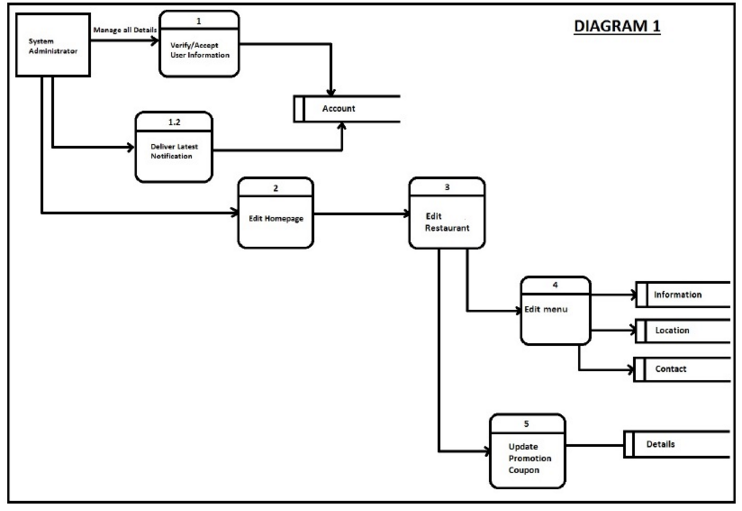 DIAGRAM 1
System
Administrator
Manage all Details
1
Verify/Accept
User Information
Account
1.2
Deliver Latest
Notification
2
Edit Homepage
3
Edit
Restaurant
4
Edit menu
Information
Location
Contact
5
Update
Promotion
Coupon
Details